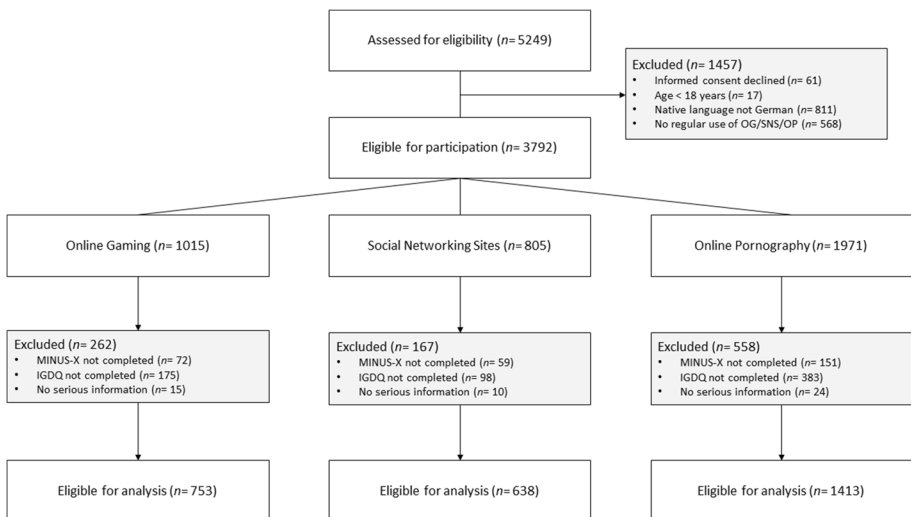 Assessed for eligibility (n= 5249)
Excluded (n= 1457)
• Informed consent declined (n= 61)
• Age < 18 years (n= 17)
• Native language not German (n= 811)
• No regular use of OG/SNS/OP (n= 568)
Eligible for participation (n= 3792)
Online Gaming (n= 1015)
Social Networking Sites (n= 805)
Online Pornography (n= 1971)
Excluded (n= 262)
• MINUS-X not completed (n= 72)
• IGDQ not completed (n= 175)
• No serious information (n= 15)
Excluded (n= 167)
• MINUS-X not completed (n= 59)
• IGDQ not completed (n= 98)
• No serious information (n= 10)
Excluded (n= 558)
• MINUS-X not completed (n= 151)
• IGDQ not completed (n= 383)
• No serious information (n= 24)
Eligible for analysis (n= 753)
Eligible for analysis (n= 638)
Eligible for analysis (n= 1413)